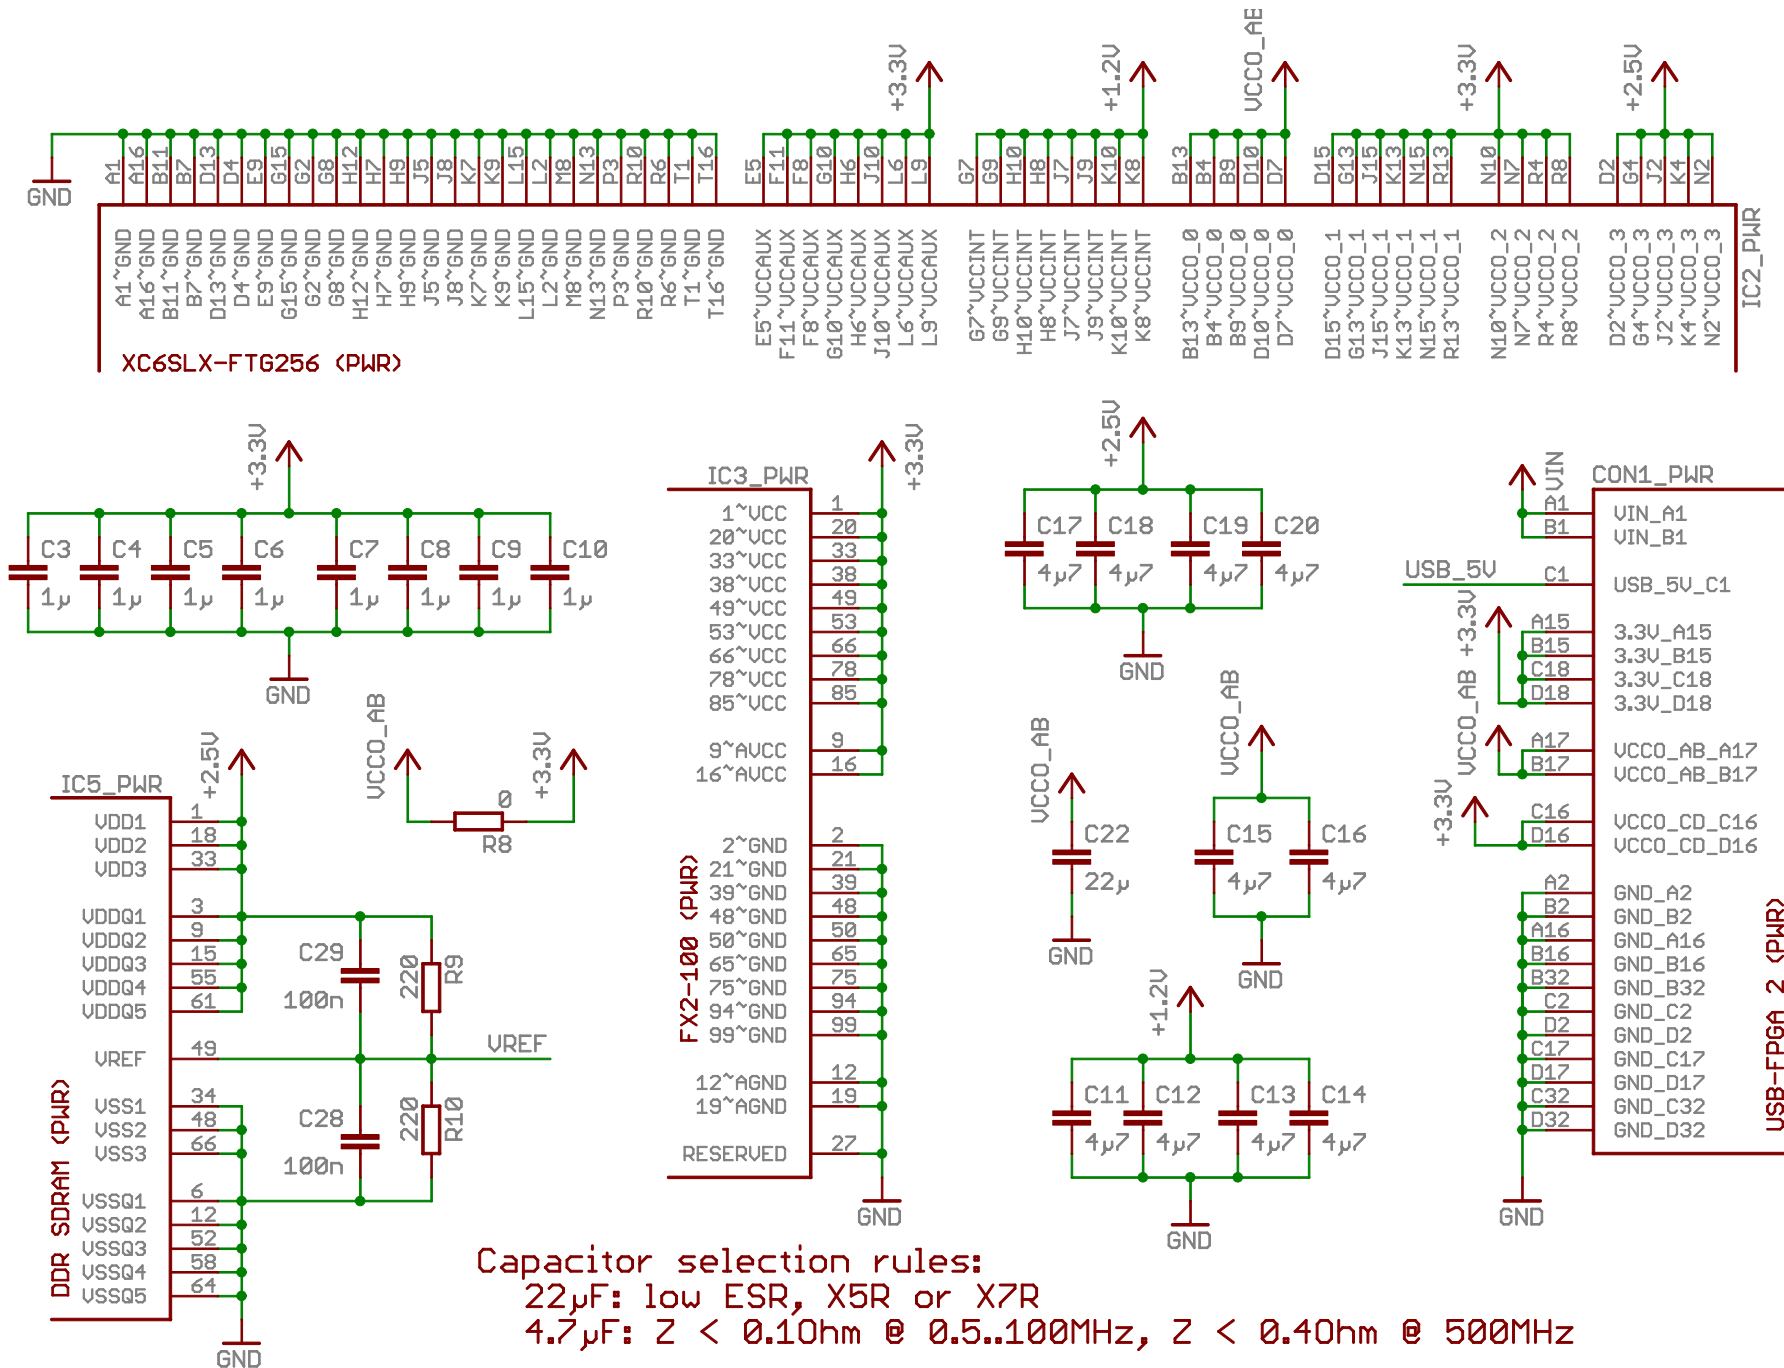 +3.3V
+1.2V
VCCO_AB
+3.3V
+2.5V
GND
A1 A16 B11 B7 D13 D4 E9 G15 G2 G8 H12 H7 H9 J5 J8 K7 K9 L15 L2 M8 N13 P3 R10 R6 T1 T16
E5 F11 F8 G10 H6 J10 L6 L9
G7 G9 H10 H8 J7 J9 K10 K8
B13 B4 B9 D10 D7
D15 G13 J15 K13 N15 R13
N10 N7 R4 R8
D2 G4 J2 K4 N2
A1~GND A16~GND B11~GND B7~GND D13~GND D4~GND E9~GND G15~GND G2~GND G8~GND H12~GND H7~GND H9~GND J5~GND J8~GND K7~GND K9~GND L15~GND L2~GND M8~GND N13~GND P3~GND R10~GND R6~GND T1~GND T16~GND
E5~VCCAUX F11~VCCAUX F8~VCCAUX G10~VCCAUX H6~VCCAUX J10~VCCAUX L6~VCCAUX L9~VCCAUX
G7~VCCINT G9~VCCINT H10~VCCINT H8~VCCINT J7~VCCINT J9~VCCINT K10~VCCINT K8~VCCINT
B13~VCCO_0 B4~VCCO_0 B9~VCCO_0 D10~VCCO_0 D7~VCCO_0
D15~VCCO_1 G13~VCCO_1 J15~VCCO_1 K13~VCCO_1 N15~VCCO_1 R13~VCCO_1
N10~VCCO_2 N7~VCCO_2 R4~VCCO_2 R8~VCCO_2
D2~VCCO_3 G4~VCCO_3 J2~VCCO_3 K4~VCCO_3 N2~VCCO_3
IC2_PWR
XC6SLX-FTG256 (PWR)
+3.3V
C3 C4 C5 C6 C7 C8 C9 C10
1µ 1µ 1µ 1µ 1µ 1µ 1µ 1µ
GND
IC3_PWR
+3.3V
1~VCC 1
20~VCC 20
33~VCC 33
38~VCC 38
49~VCC 49
53~VCC 53
66~VCC 66
78~VCC 78
85~VCC 85
9~AVCC 9
16~AVCC 16
2~GND 2
21~GND 21
39~GND 39
48~GND 48
50~GND 50
65~GND 65
75~GND 75
94~GND 94
99~GND 99
12~AGND 12
19~AGND 19
RESERVED 27
FX2-100 (PWR)
GND
+2.5V
C17 C18 C19 C20
4µ7 4µ7 4µ7 4µ7
GND
VCCO_AB
C22
22µ
GND
VCCO_AB
C15 C16
4µ7 4µ7
GND
+1.2V
C11 C12 C13 C14
4µ7 4µ7 4µ7 4µ7
GND
VIN
CON1_PWR
A1 VIN_A1
B1 VIN_B1
USB_5V
C1 USB_5V_C1
+3.3V
A15 3.3V_A15
B15 3.3V_B15
C18 3.3V_C18
D18 3.3V_D18
VCCO_AB
A17 VCCO_AB_A17
B17 VCCO_AB_B17
+3.3V
C16 VCCO_CD_C16
D16 VCCO_CD_D16
A2 GND_A2
B2 GND_B2
A16 GND_A16
B16 GND_B16
B32 GND_B32
C2 GND_C2
D2 GND_D2
C17 GND_C17
D17 GND_D17
C32 GND_C32
D32 GND_D32
USB-FPGA 2 (PWR)
GND
VCCO_AB
+3.3V
0
R8
IC5_PWR
+2.5V
VDD1 1
VDD2 18
VDD3 33
VDDQ1 3
VDDQ2 9
VDDQ3 15
VDDQ4 55
VDDQ5 61
VREF 49
VSS1 34
VSS2 48
VSS3 66
VSSQ1 6
VSSQ2 12
VSSQ3 52
VSSQ4 58
VSSQ5 64
DDR SDRAM (PWR)
C29
100n
220
R9
VREF
C28
100n
220
R10
GND
Capacitor selection rules:
22µF: low ESR, X5R or X7R
4.7µF: Z < 0.1Ohm @ 0.5..100MHz, Z < 0.4Ohm @ 500MHz